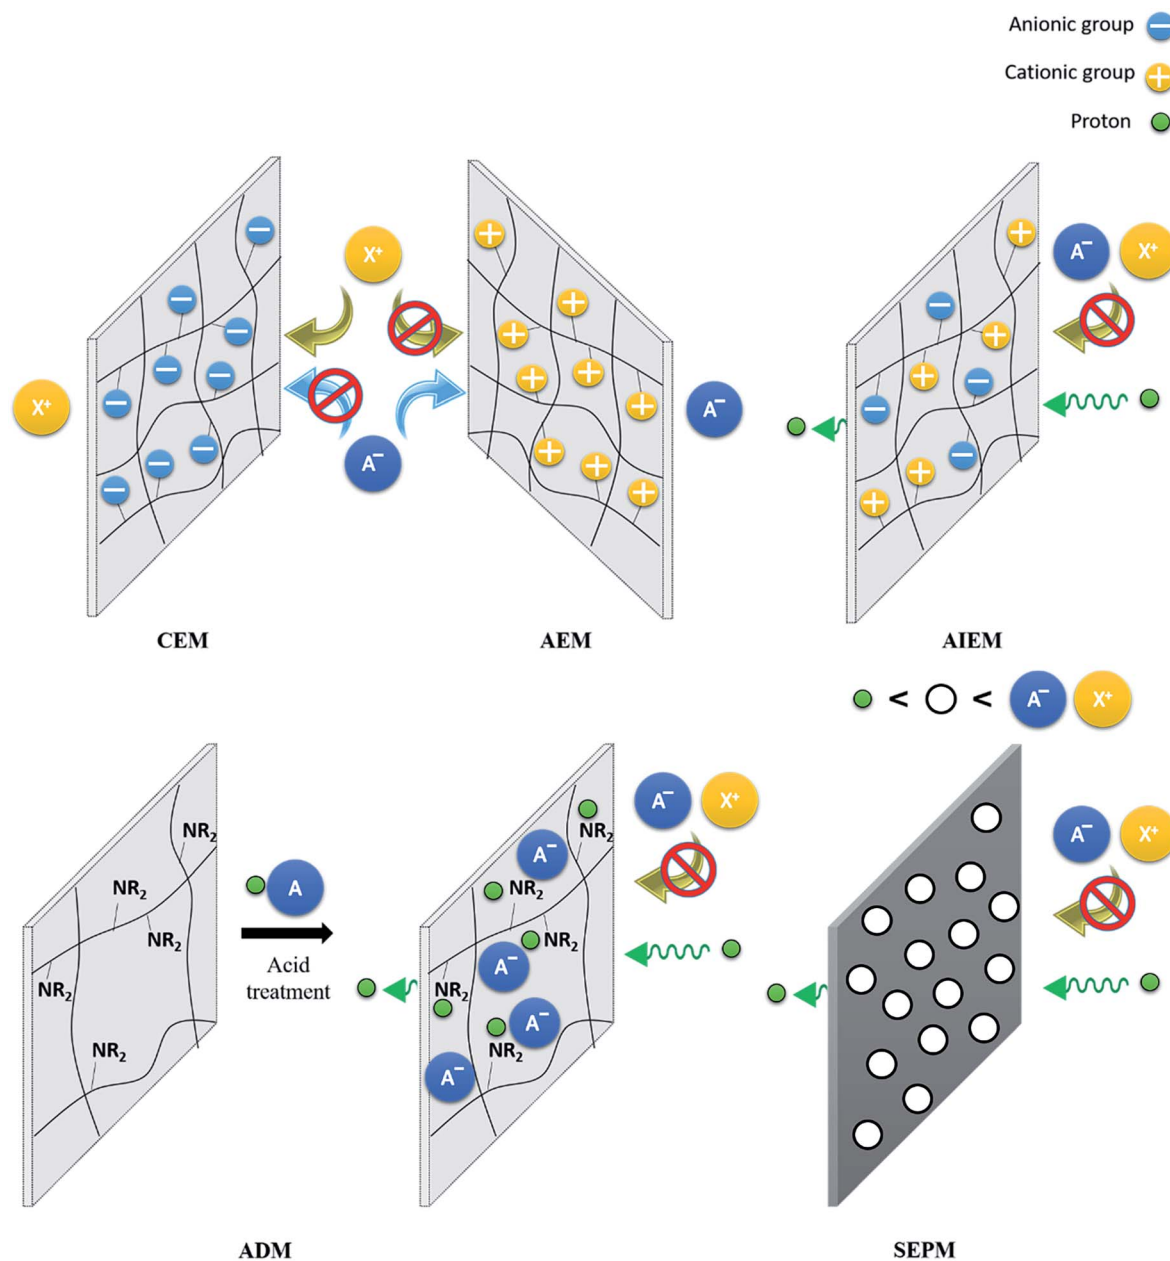 Anionic group −
Cationic group +
Proton
−
+
+
A⁻ X⁺
X⁺
−
+
−
−
+
+
−
+
−
+
+
−
−
+
X⁺
−
+
A⁻
−
−
+
−
A⁻
+
−
+
+
−
+
+
CEM
AEM
AIEM
< < A⁻ X⁺
NR₂
NR₂
A⁻ X⁺
A⁻ X⁺
A⁻
NR₂
A
NR₂
NR₂
NR₂
Acid
treatment
A⁻
NR₂
NR₂
NR₂
A⁻
NR₂
A⁻
ADM
SEPM